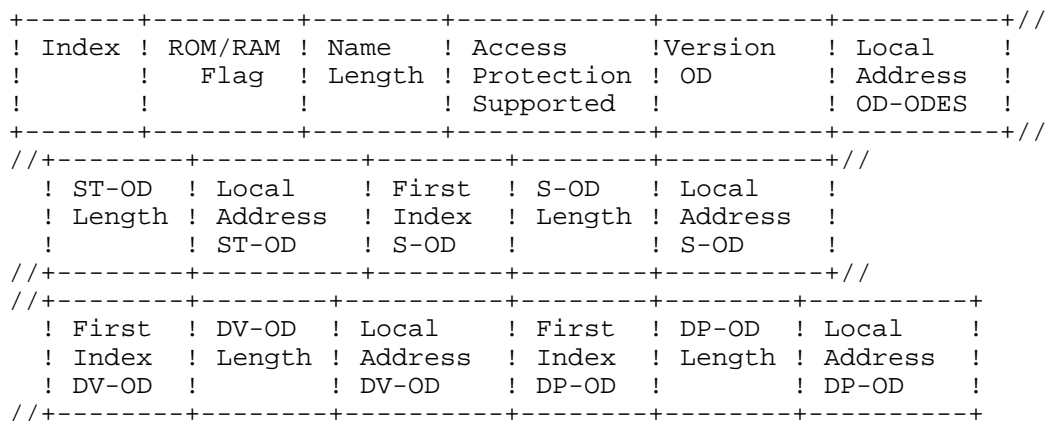 +-------+----------+--------+-------------+-----------+----------+//
! Index ! ROM/RAM ! Name ! Access !Version ! Local !
! ! Flag ! Length ! Protection ! OD ! Address !
! ! ! ! Supported ! ! OD-ODES !
+-------+----------+--------+-------------+-----------+----------+//
//+--------+----------+--------+--------+----------+//
! ST-OD ! Local ! First ! S-OD ! Local !
! Length ! Address ! Index ! Length ! Address !
! ! ST-OD ! S-OD ! ! S-OD !
//+--------+----------+--------+--------+----------+//
//+--------+--------+----------+--------+--------+----------+
! First ! DV-OD ! Local ! First ! DP-OD ! Local !
! Index ! Length ! Address ! Index ! Length ! Address !
! DV-OD ! ! DV-OD ! DP-OD ! ! DP-OD !
//+--------+--------+----------+--------+--------+----------+